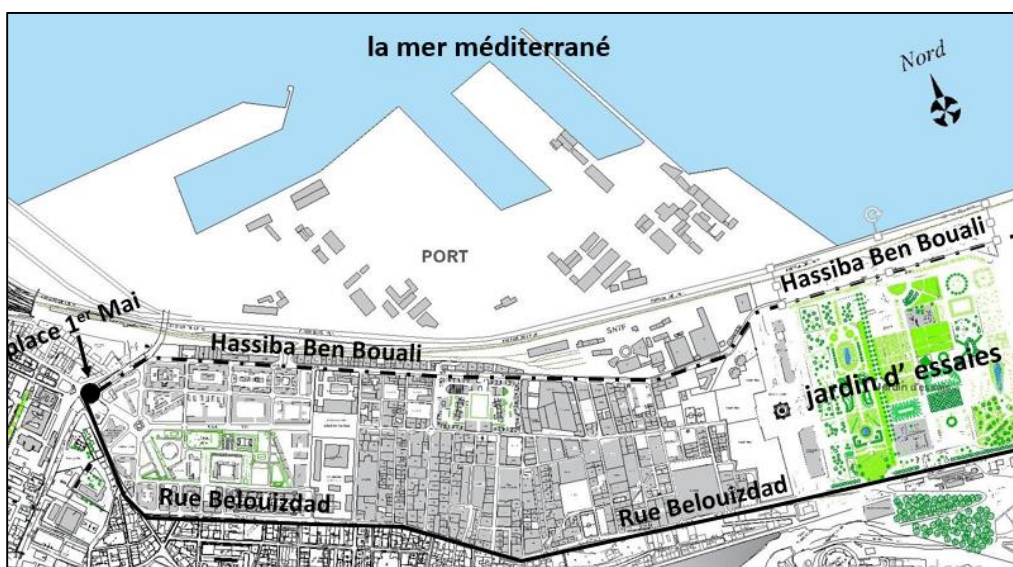 la mer méditerrané
Nord
PORT
Hassiba Ben Bouali
place 1er Mai
Hassiba Ben Bouali
SNTF
jardin d' essaies
Rue Belouizdad
Rue Belouizdad